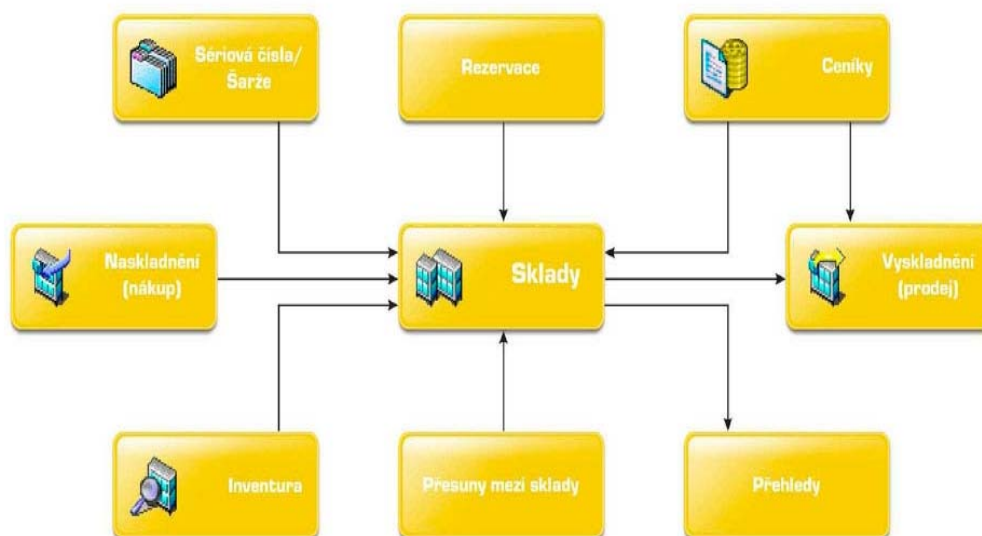 Sériová čísla/
Šarže
Rezervace
Ceníky
Naskladnění
(nákup)
Sklady
Vyskladnění
(prodej)
Inventura
Přesuny mezi sklady
Přehledy